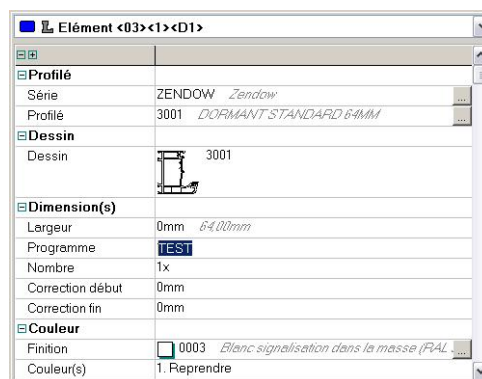 Elément <03><1><D1>
Profilé
Série ZENDOW Zendow ...
Profilé 3001 DORMANT STANDARD 64MM ...
Dessin
Dessin 3001
Dimension(s)
Largeur 0mm 64,00mm
Programme TEST
Nombre 1x
Correction début 0mm
Correction fin 0mm
Couleur
Finition 0003 Blanc signalisation dans la masse (RAL ...
Couleur(s) 1. Reprendre